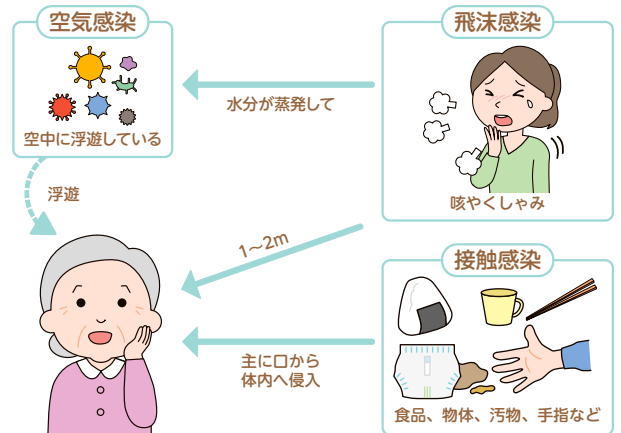 空気感染
空中に浮遊している
水分が蒸発して
飛沫感染
咳やくしゃみ
浮遊
1〜2m
接触感染
主に口から
体内へ侵入
食品、物体、汚物、手指など